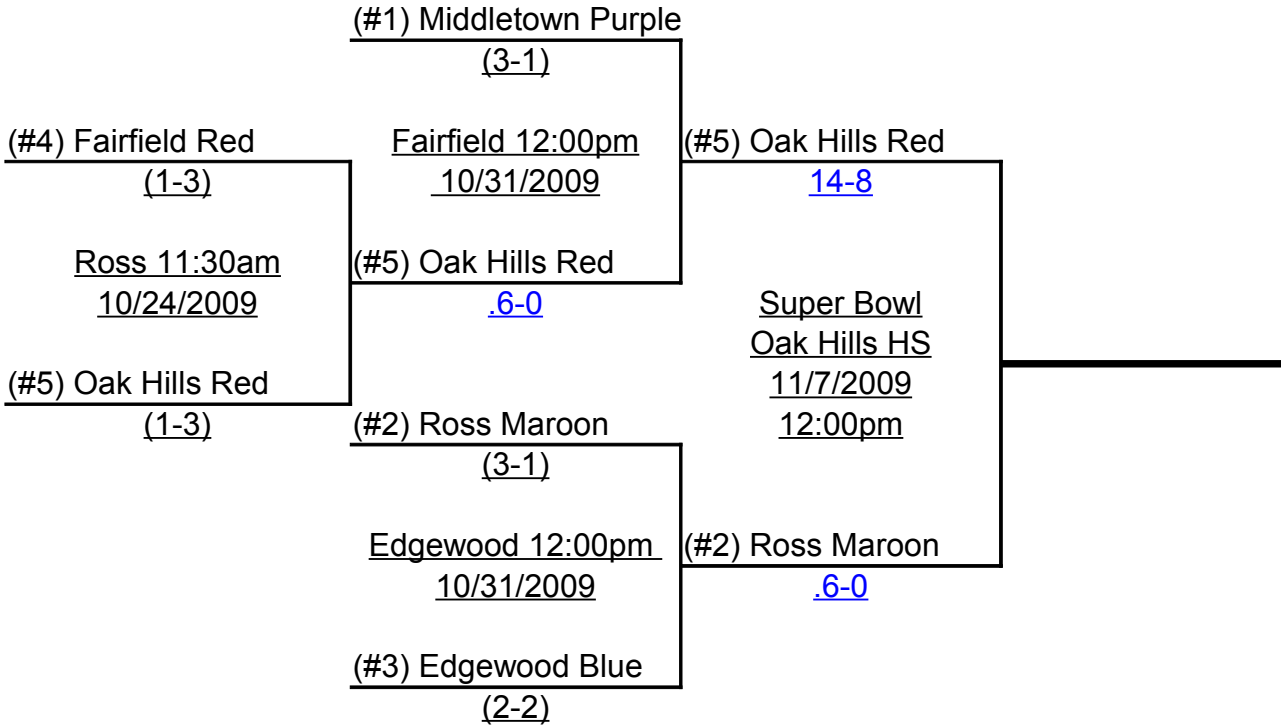 (#1) Middletown Purple
(3-1)
(#4) Fairfield Red
(1-3)
Fairfield 12:00pm
10/31/2009
(#5) Oak Hills Red
14-8
Ross 11:30am
10/24/2009
(#5) Oak Hills Red
.6-0
Super Bowl
Oak Hills HS
11/7/2009
12:00pm
(#5) Oak Hills Red
(1-3)
(#2) Ross Maroon
(3-1)
Edgewood 12:00pm
10/31/2009
(#2) Ross Maroon
.6-0
(#3) Edgewood Blue
(2-2)